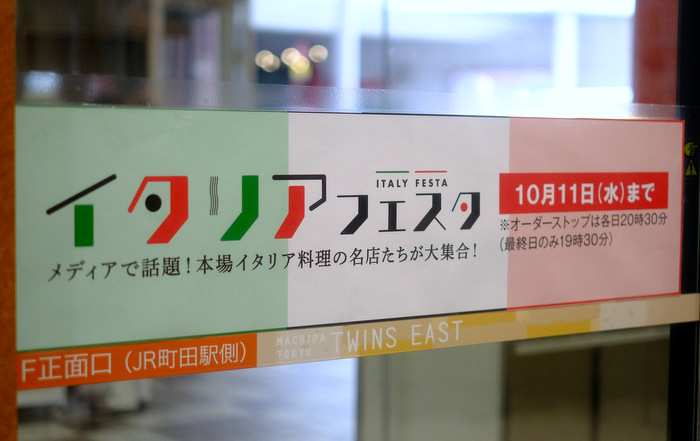 ITALY FESTA
イタリアフェスタ
メディアで話題！本場イタリア料理の名店たちが大集合！
10月11日（水）まで
※オーダーストップは各日20時30分
（最終日のみ19時30分）
F正面口（JR町田駅側）
MACHIDA
TOKYU
TWINS EAST